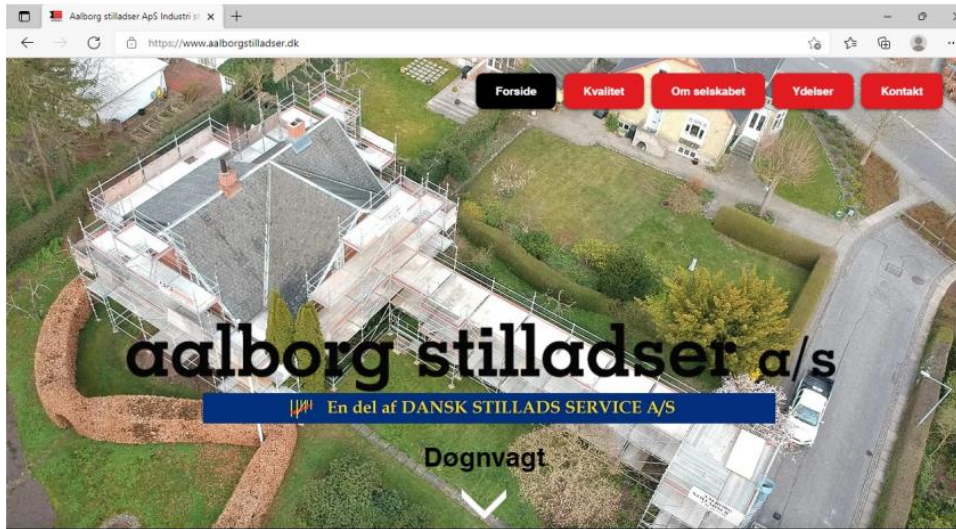 Aalborg stilladser ApS Industri st
https://www.aalborgstilladser.dk
Forside Kvalitet Om selskabet Ydelser Kontakt
aalborg stilladser a/s
En del af DANSK STILLADS SERVICE A/S
Døgnvagt